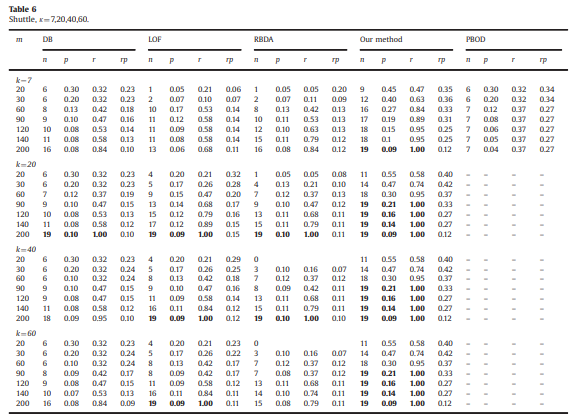 Table 6
Shuttle, κ=7,20,40,60.
m DB LOF RBDA Our method PBOD
n p r rp n p r rp n p r rp n p r rp n p r rp
k=7
20 6 0.30 0.32 0.23 1 0.05 0.21 0.06 1 0.05 0.05 0.20 9 0.45 0.47 0.35 6 0.30 0.32 0.34
30 6 0.20 0.32 0.23 2 0.07 0.10 0.07 2 0.07 0.11 0.09 12 0.40 0.63 0.36 6 0.20 0.32 0.34
60 8 0.13 0.42 0.18 10 0.17 0.53 0.14 8 0.13 0.42 0.13 16 0.27 0.84 0.33 7 0.12 0.37 0.27
90 9 0.10 0.47 0.16 11 0.12 0.58 0.14 10 0.11 0.53 0.13 17 0.19 0.89 0.31 7 0.08 0.37 0.27
120 10 0.08 0.53 0.14 11 0.09 0.58 0.14 12 0.10 0.63 0.13 18 0.15 0.95 0.25 7 0.06 0.37 0.27
140 11 0.08 0.58 0.13 11 0.08 0.58 0.14 15 0.11 0.79 0.12 18 0.1 0.95 0.25 7 0.05 0.37 0.27
200 16 0.08 0.84 0.10 13 0.06 0.68 0.11 16 0.08 0.84 0.12 19 0.09 1.00 0.12 7 0.04 0.37 0.27
k=20
20 6 0.30 0.32 0.23 4 0.20 0.21 0.32 1 0.05 0.05 0.08 11 0.55 0.58 0.40 – – – –
30 6 0.20 0.32 0.23 5 0.17 0.26 0.28 4 0.13 0.21 0.10 14 0.47 0.74 0.42 – – – –
60 7 0.12 0.37 0.19 9 0.15 0.47 0.20 7 0.12 0.37 0.13 18 0.30 0.95 0.37 – – – –
90 9 0.10 0.47 0.15 13 0.14 0.68 0.17 9 0.10 0.47 0.12 19 0.21 1.00 0.33 – – – –
120 10 0.08 0.53 0.13 15 0.12 0.79 0.16 13 0.11 0.68 0.11 19 0.16 1.00 0.27 – – – –
140 11 0.08 0.58 0.12 17 0.12 0.89 0.15 15 0.11 0.79 0.11 19 0.14 1.00 0.27 – – – –
200 19 0.10 1.00 0.10 19 0.09 1.00 0.15 19 0.10 1.00 0.11 19 0.09 1.00 0.12 – – – –
k=40
20 6 0.30 0.32 0.23 4 0.20 0.21 0.29 0 11 0.55 0.58 0.40 – – – –
30 6 0.20 0.32 0.24 5 0.17 0.26 0.25 3 0.10 0.16 0.07 14 0.47 0.74 0.42 – – – –
60 6 0.10 0.32 0.24 8 0.13 0.42 0.18 7 0.12 0.37 0.12 18 0.30 0.95 0.37 – – – –
90 9 0.10 0.47 0.15 9 0.10 0.47 0.16 8 0.09 0.42 0.11 19 0.21 1.00 0.33 – – – –
120 9 0.08 0.47 0.15 11 0.09 0.58 0.14 13 0.11 0.68 0.11 19 0.16 1.00 0.27 – – – –
140 11 0.08 0.58 0.12 16 0.11 0.84 0.12 15 0.11 0.79 0.11 19 0.14 1.00 0.27 – – – –
200 18 0.09 0.95 0.10 19 0.09 1.00 0.12 19 0.10 1.00 0.10 19 0.09 1.00 0.12 – – – –
k=60
20 6 0.30 0.32 0.23 4 0.20 0.21 0.23 0 11 0.55 0.58 0.40 – – – –
30 6 0.20 0.32 0.24 5 0.17 0.26 0.22 3 0.10 0.16 0.07 14 0.47 0.74 0.42 – – – –
60 6 0.10 0.32 0.24 8 0.13 0.42 0.17 7 0.12 0.37 0.12 18 0.30 0.95 0.37 – – – –
90 8 0.09 0.42 0.17 8 0.09 0.42 0.17 7 0.08 0.37 0.12 19 0.21 1.00 0.33 – – – –
120 9 0.08 0.47 0.15 11 0.09 0.58 0.12 13 0.11 0.68 0.11 19 0.16 1.00 0.27 – – – –
140 10 0.07 0.53 0.13 16 0.11 0.84 0.11 14 0.10 0.74 0.11 19 0.14 1.00 0.27 – – – –
200 16 0.08 0.84 0.09 19 0.09 1.00 0.11 15 0.08 0.79 0.11 19 0.09 1.00 0.12 – – – –